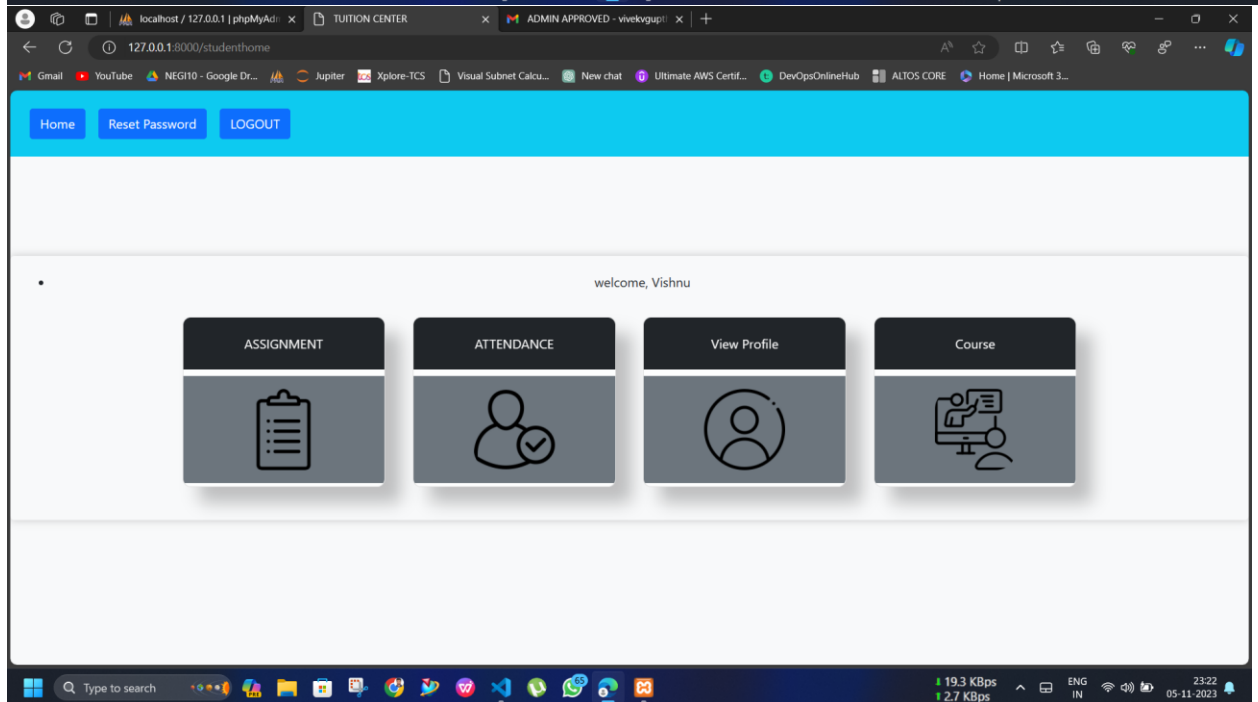 localhost / 127.0.0.1 | phpMyAdn
TUITION CENTER
ADMIN APPROVED - vivekvgupt
127.0.0.1:8000/studenthome
Gmail YouTube NEGI10 - Google Dr... Jupiter Xplore-TCS Visual Subnet Calcu... New chat Ultimate AWS Certif... DevOpsOnlineHub ALTOS CORE Home | Microsoft 3...
Home Reset Password LOGOUT
welcome, Vishnu
ASSIGNMENT ATTENDANCE View Profile Course
Type to search
65
19.3 KBps
2.7 KBps
ENG
IN
23:22
05-11-2023